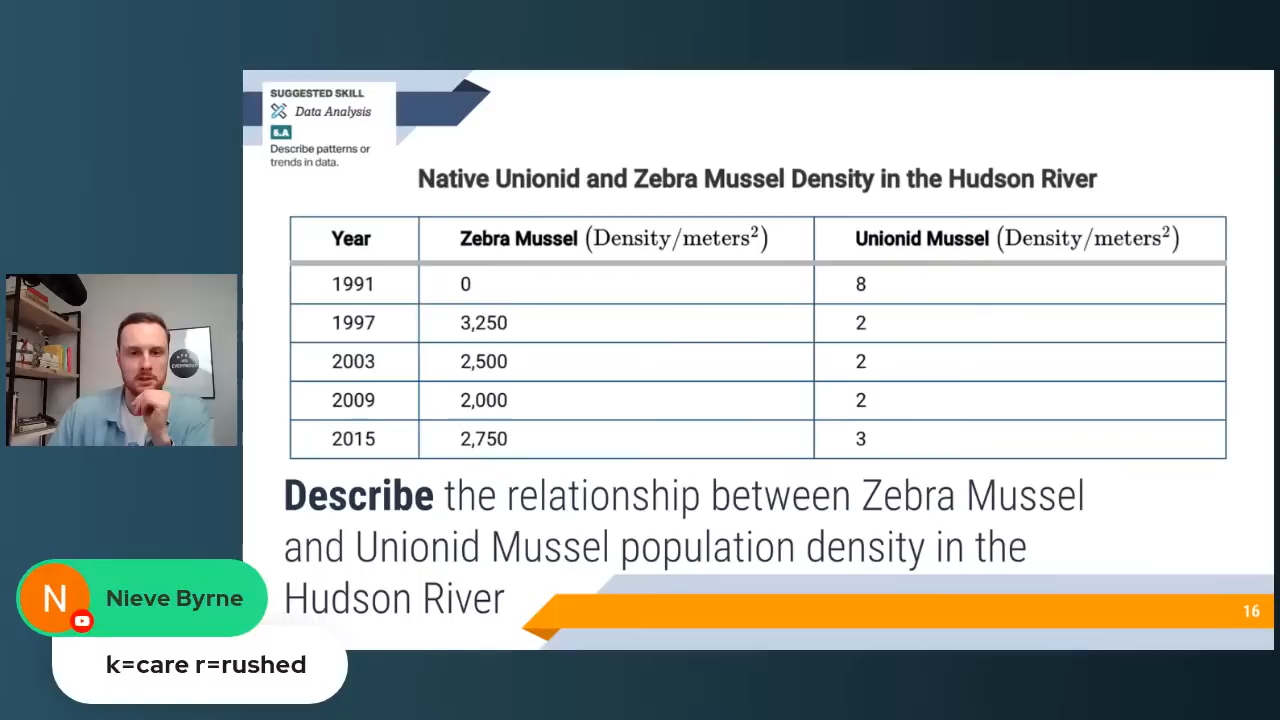 SUGGESTED SKILL
Data Analysis
5.A
Describe patterns or
trends in data.
Native Unionid and Zebra Mussel Density in the Hudson River
Year Zebra Mussel (Density/meters²) Unionid Mussel (Density/meters²)
1991 0 8
1997 3,250 2
2003 2,500 2
2009 2,000 2
2015 2,750 3
Describe the relationship between Zebra Mussel
and Unionid Mussel population density in the
Hudson River
16
N
Nieve Byrne
k=care r=rushed